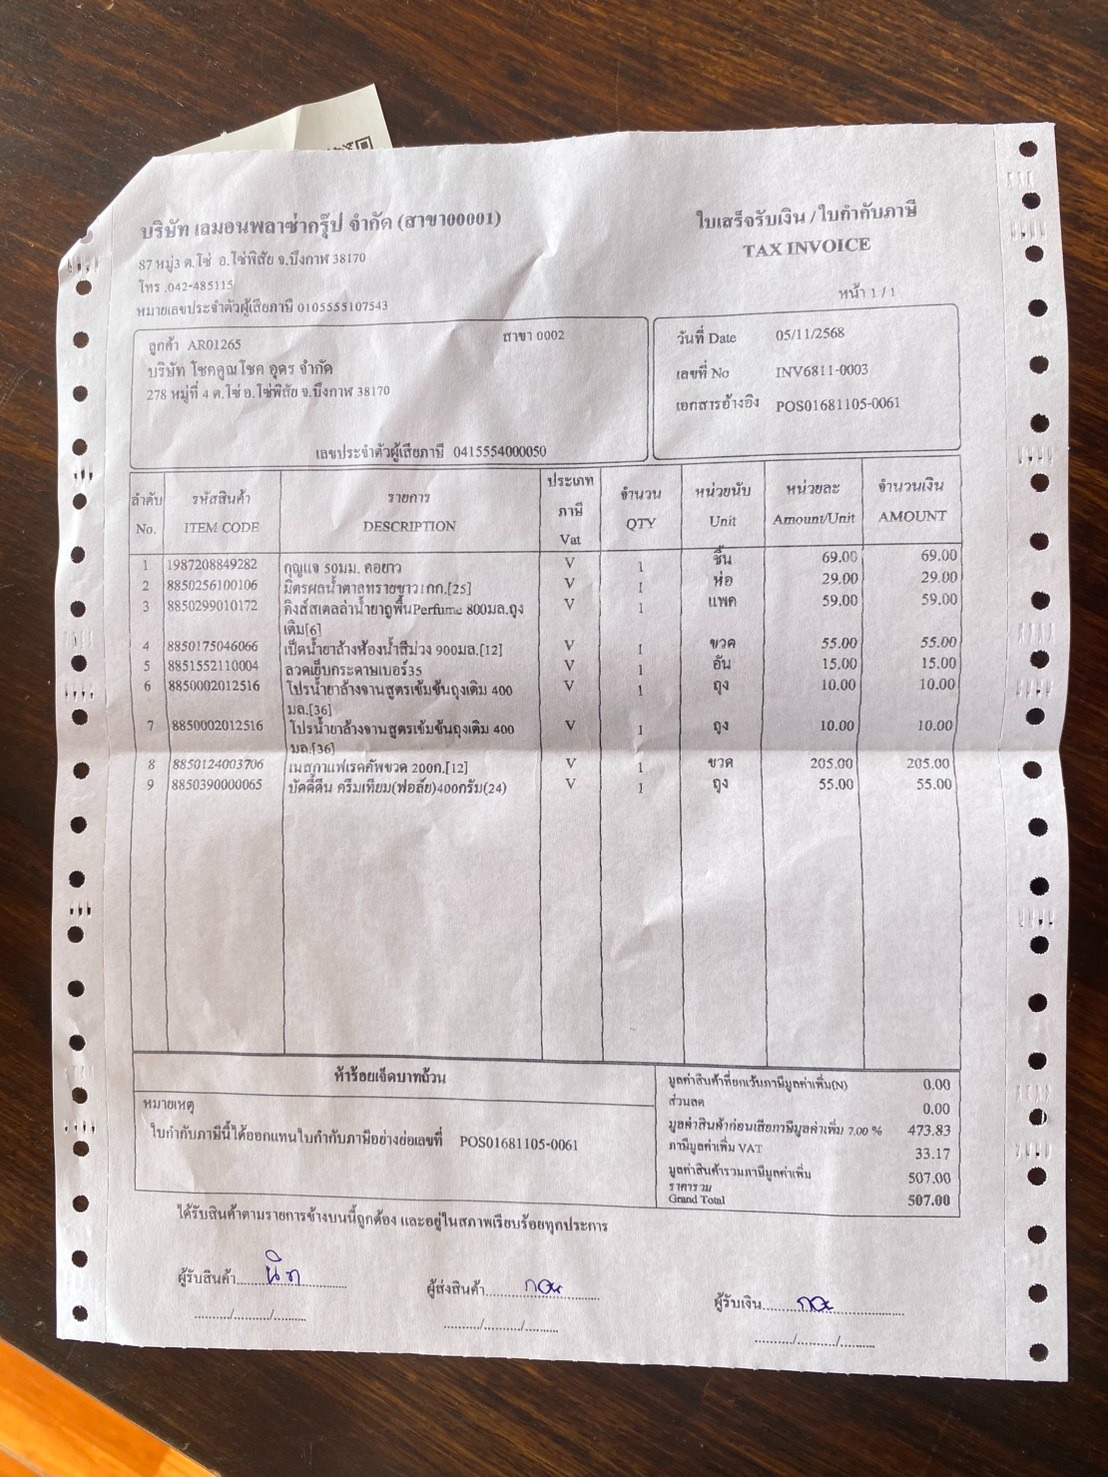 บริษัท เลมอนพลาซ่ากรุ๊ป จำกัด (สาขา00001)
87 หมู่3 ต.โซ่ อ.โซ่พิสัย จ.บึงกาฬ 38170
โทร .042-485115
หมายเลขประจำตัวผู้เสียภาษี 0105555107543
ใบเสร็จรับเงิน / ใบกำกับภาษี
TAX INVOICE
หน้า 1 / 1
ลูกค้า AR01265 สาขา 0002
บริษัท โชคคูณโชค อุดร จำกัด
278 หมู่ที่ 4 ต.โซ่ อ.โซ่พิสัย จ.บึงกาฬ 38170
เลขประจำตัวผู้เสียภาษี 0415554000050
วันที่ Date 05/11/2568
เลขที่ No INV6811-0003
เอกสารอ้างอิง POS01681105-0061
ลำดับ รหัสสินค้า รายการ ประเภท ภาษี จำนวน หน่วยนับ หน่วยละ จำนวนเงิน
No. ITEM CODE DESCRIPTION Vat QTY Unit Amount/Unit AMOUNT
1 1987208849282 กุญแจ 50มม. คอยาว V 1 ชิ้น 69.00 69.00
2 8850256100106 มิตรผลน้ำตาลทรายขาว1กก.[25] V 1 ห่อ 29.00 29.00
3 8850299010172 คิงส์สเตลล่าน้ำยาถูพื้นPerfume 800มล.ถุง V 1 แพค 59.00 59.00
เติม[6]
4 8850175046066 เป็ดน้ำยาล้างห้องน้ำสีม่วง 900มล.[12] V 1 ขวด 55.00 55.00
5 8851552110004 ลวดเย็บกระดาษเบอร์35 V 1 อัน 15.00 15.00
6 8850002012516 โปรน้ำยาล้างจานสูตรเข้มข้นถุงเติม 400 V 1 ถุง 10.00 10.00
มล.[36]
7 8850002012516 โปรน้ำยาล้างจานสูตรเข้มข้นถุงเติม 400 V 1 ถุง 10.00 10.00
มล.[36]
8 8850124003706 เนสกาแฟเรดคัพขวด 200ก.[12] V 1 ขวด 205.00 205.00
9 8850390000065 บัดดี้ดีน ครีมเทียม(ฟอล์ย)400กรัม(24) V 1 ถุง 55.00 55.00
ห้าร้อยเจ็ดบาทถ้วน
หมายเหตุ
ใบกำกับภาษีนี้ได้ออกแทนใบกำกับภาษีอย่างย่อเลขที่ POS01681105-0061
มูลค่าสินค้าที่ยกเว้นภาษีมูลค่าเพิ่ม(N) 0.00
ส่วนลด 0.00
มูลค่าสินค้าก่อนเสียภาษีมูลค่าเพิ่ม 7.00 % 473.83
ภาษีมูลค่าเพิ่ม VAT 33.17
มูลค่าสินค้ารวมภาษีมูลค่าเพิ่ม 507.00
ราคารวม
Grand Total 507.00
ได้รับสินค้าตามรายการข้างบนนี้ถูกต้อง และอยู่ในสภาพเรียบร้อยทุกประการ
ผู้รับสินค้า........................
ผู้ส่งสินค้า........................
ผู้รับเงิน........................
........../........../..........
........../........../..........
........../........../..........